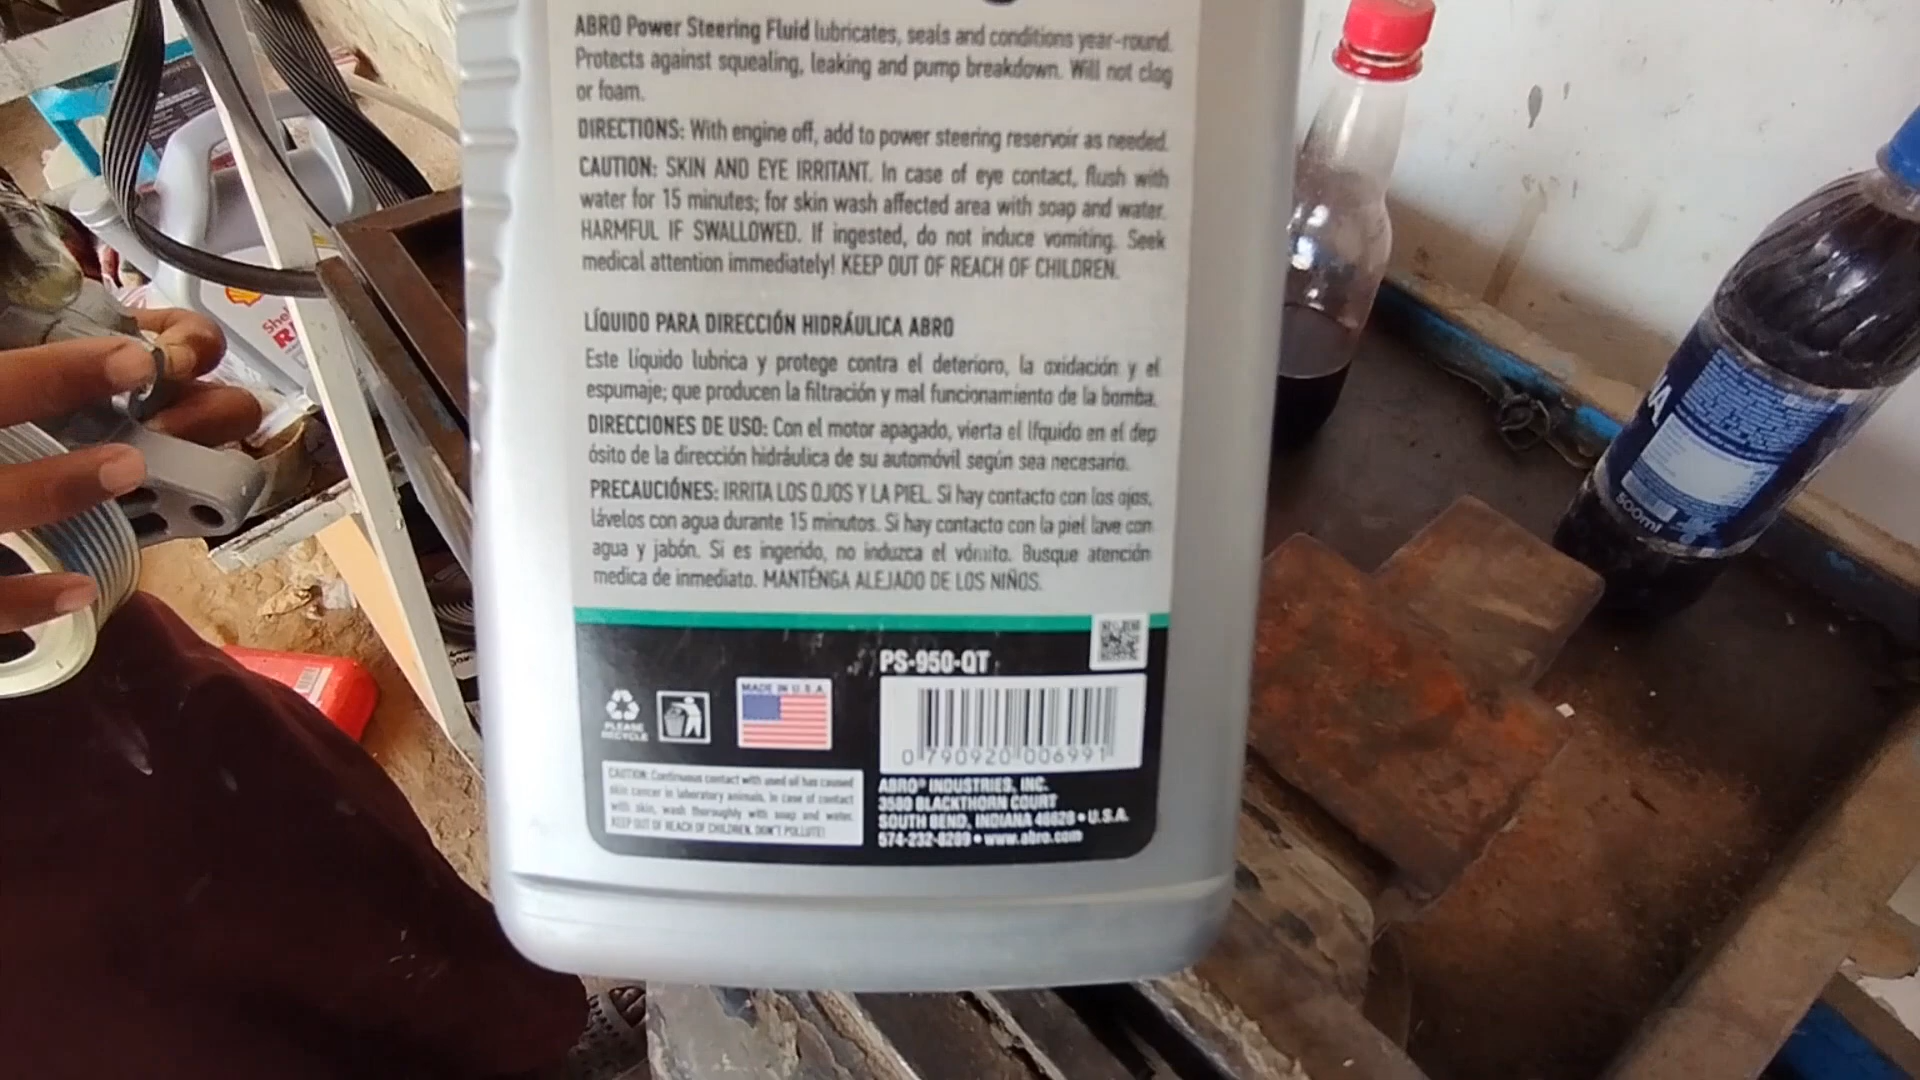 ABRO Power Steering Fluid lubricates, seals and conditions year-round.
Protects against squealing, leaking and pump breakdown. Will not clog
or foam.
DIRECTIONS: With engine off, add to power steering reservoir as needed.
CAUTION: SKIN AND EYE IRRITANT. In case of eye contact, flush with
water for 15 minutes; for skin wash affected area with soap and water.
HARMFUL IF SWALLOWED. If ingested, do not induce vomiting. Seek
medical attention immediately! KEEP OUT OF REACH OF CHILDREN.
LÍQUIDO PARA DIRECCIÓN HIDRÁULICA ABRO
Este líquido lubrica y protege contra el deterioro, la oxidación y el
espumaje; que producen la filtración y mal funcionamiento de la bomba.
DIRECCIONES DE USO: Con el motor apagado, vierta el lfquido en el dep
ósito de la dirección hidráulica de su automóvil según sea necesario.
PRECAUCIÓNES: IRRITA LOS OJOS Y LA PIEL. Si hay contacto con los ojos,
lávelos con agua durante 15 minutos. Si hay contacto con la piel lave con
agua y jabón. Si es ingerido, no induzca el vómito. Busque atención
medica de inmediato. MANTÉNGA ALEJADO DE LOS NIÑOS.
PS-950-QT
PLEASE
RECYCLE
MADE IN U.S.A.
0 790920 006991
CAUTION: Continuous contact with used oil has caused
skin cancer in laboratory animals. In case of contact
with skin, wash thoroughly with soap and water.
KEEP OUT OF REACH OF CHILDREN. DON'T POLLUTE!
ABRO® INDUSTRIES, INC.
3580 BLACKTHORN COURT
SOUTH BEND, INDIANA 46628 • U.S.A.
574-232-8289 • www.abro.com
Shell
500ml